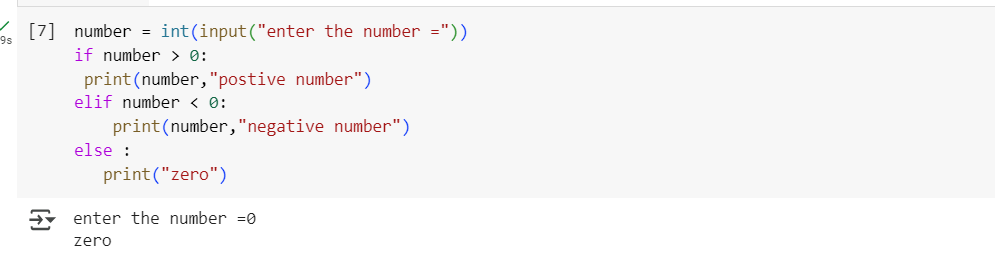 [7] number = int(input("enter the number ="))
if number > 0:
 print(number,"postive number")
elif number < 0:
    print(number,"negative number")
else :
   print("zero")
9s
enter the number =0
zero